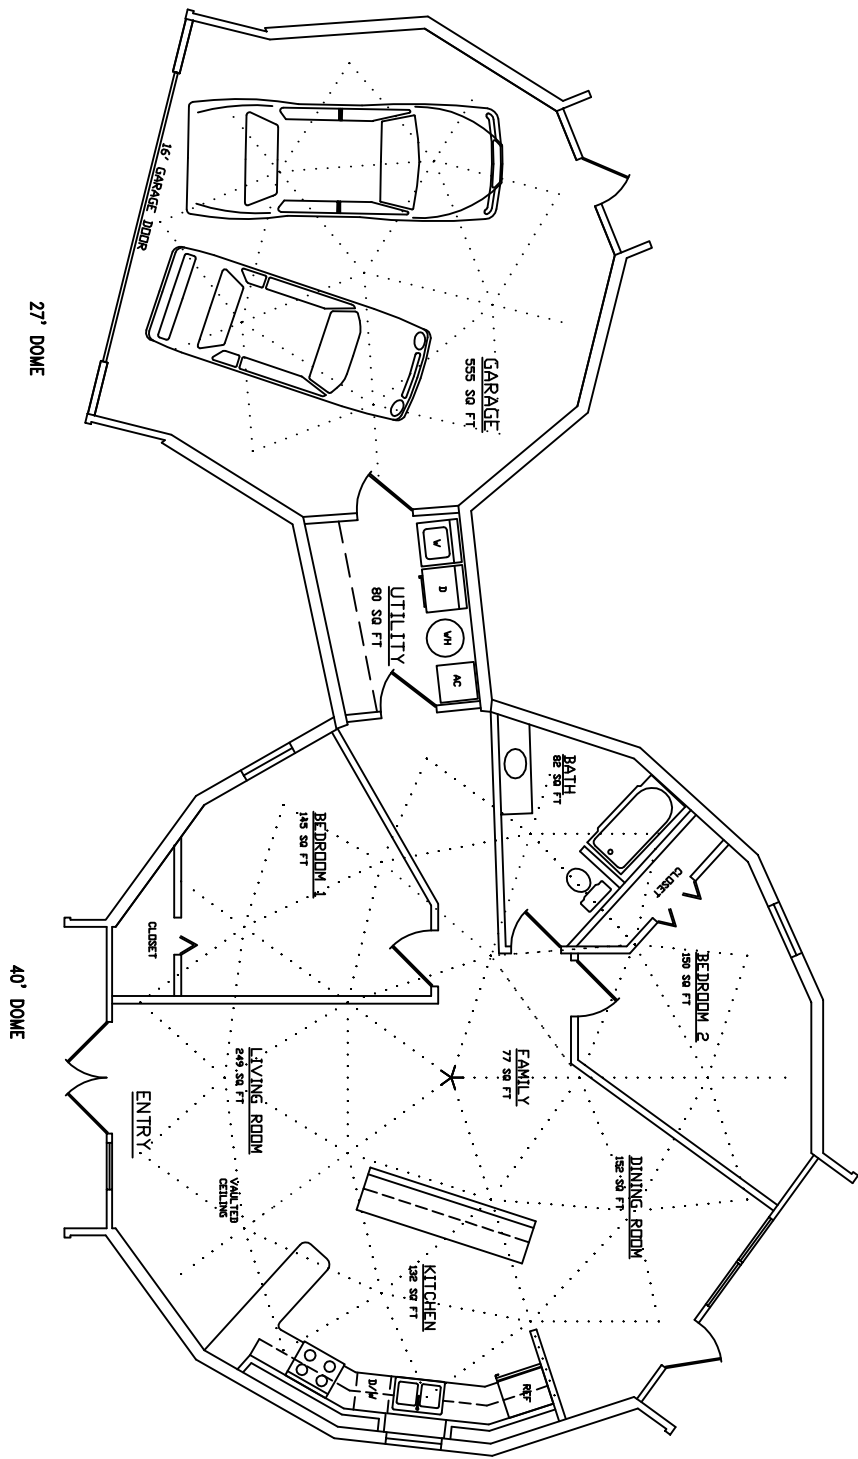 16' GARAGE DOOR
27' DOME
GARAGE
555 SQ FT
W
D
WH
AC
UTILITY
80 SQ FT
BATH
82 SQ FT
CLOSET
BEDROOM 1
145 SQ FT
CLOSET
BEDROOM 2
150 SQ FT
40' DOME
LIVING ROOM
249 SQ FT
FAMILY
77 SQ FT
ENTRY
VAULTED
CEILING
DINING ROOM
152 SQ FT
KITCHEN
132 SQ FT
D/W
REF